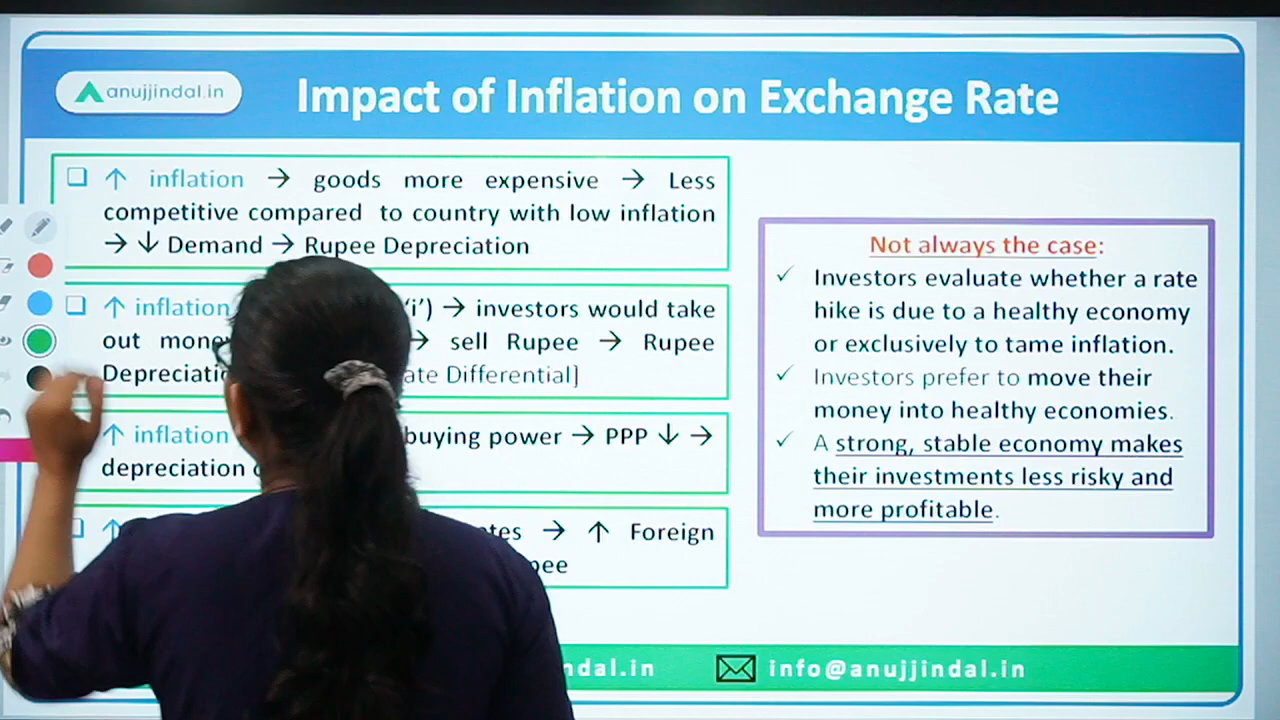 anujjindal.in
Impact of Inflation on Exchange Rate
↑ inflation → goods more expensive → Less
competitive compared to country with low inflation
→ ↓ Demand → Rupee Depreciation
↑ inflation ‘i’) → investors would take
out → sell Rupee → Rupee
ate Differential]
↑ inflation buying power → PPP ↓ →
depreciation
↑ tes → ↑ Foreign
Not always the case:
✓ Investors evaluate whether a rate
hike is due to a healthy economy
or exclusively to tame inflation.
✓ Investors prefer to move their
money into healthy economies.
✓ A strong, stable economy makes
their investments less risky and
more profitable.
ndal.in info@anujjindal.in